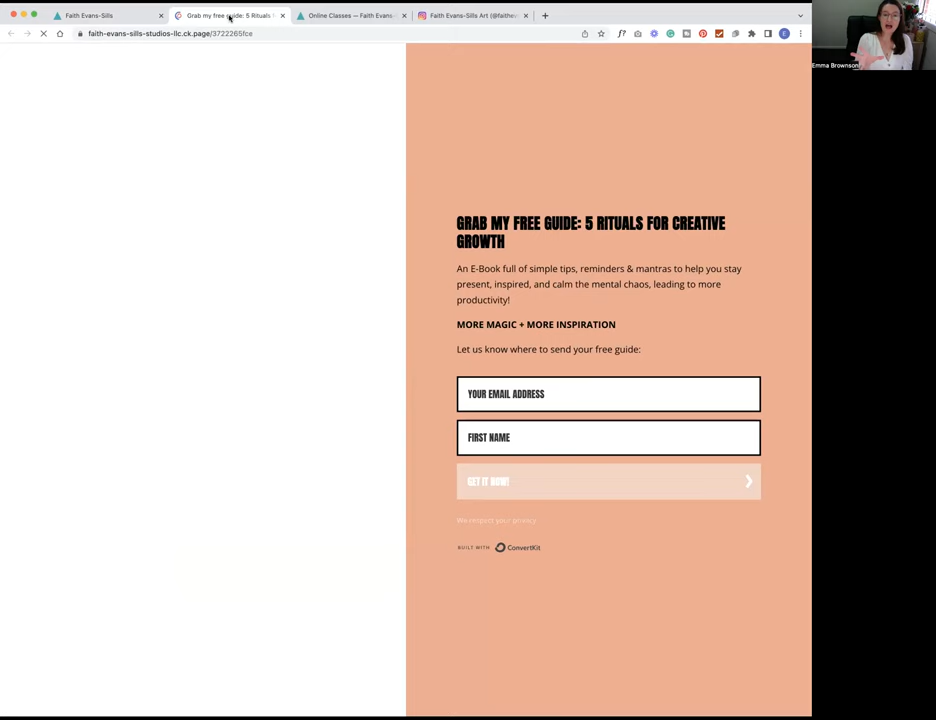 Faith Evans-Sills
Grab my free guide: 5 Rituals f
Online Classes — Faith Evans-
Faith Evans-Sills Art (@faithev
faith-evans-sills-studios-llc.ck.page/3722265fce
f?
E
Emma Brownson
GRAB MY FREE GUIDE: 5 RITUALS FOR CREATIVE
GROWTH
An E-Book full of simple tips, reminders & mantras to help you stay
present, inspired, and calm the mental chaos, leading to more
productivity!
MORE MAGIC + MORE INSPIRATION
Let us know where to send your free guide:
YOUR EMAIL ADDRESS
FIRST NAME
GET IT NOW!
We respect your privacy.
BUILT WITH ConvertKit